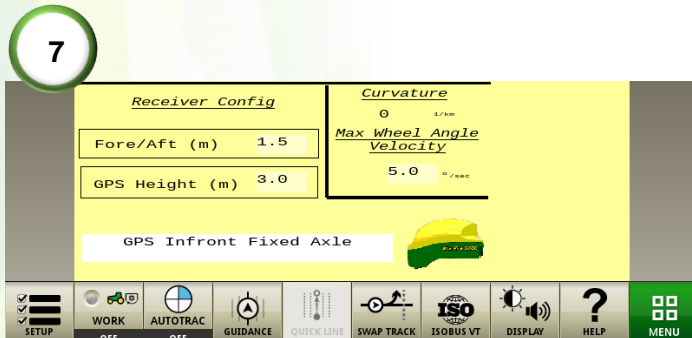 7
Receiver Config
Fore/Aft (m) 1.5
GPS Height (m) 3.0
Curvature
0 1/km
Max Wheel Angle
Velocity
5.0 °/sec
GPS Infront Fixed Axle
SETUP
WORK
OFF
AUTOTRAC
OFF
GUIDANCE
QUICK LINE
SWAP TRACK
ISO
ISOBUS VT
DISPLAY
?
HELP
MENU